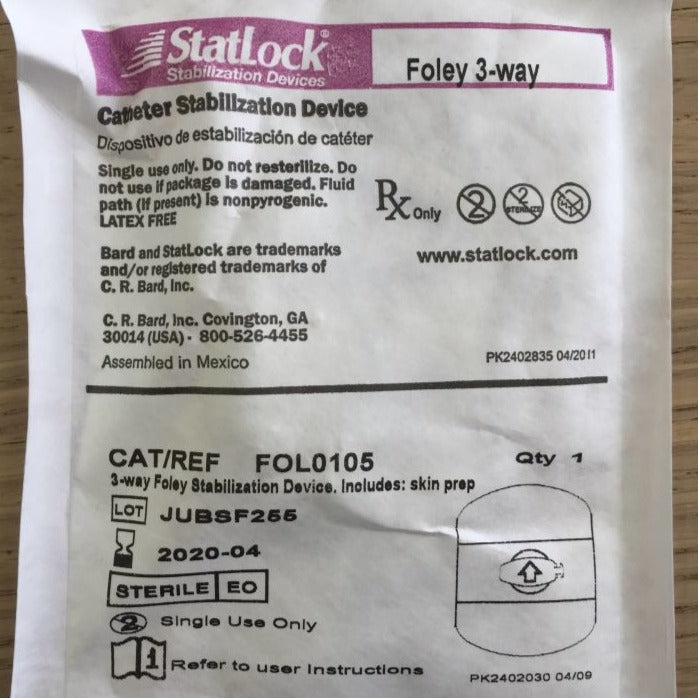 StatLock®
Stabilization Devices
Foley 3-way
Catheter Stabilization Device
Dispositivo de estabilización de catéter
Single use only. Do not resterilize. Do
not use if package is damaged. Fluid
path (if present) is nonpyrogenic.
LATEX FREE
Rx Only
2
2
STERILIZE
Bard and StatLock are trademarks
and/or registered trademarks of
C. R. Bard, Inc.
www.statlock.com
C. R. Bard, Inc. Covington, GA
30014 (USA) - 800-526-4455
Assembled in Mexico
PK2402835 04/2011
CAT/REF FOL0105
Qty 1
3-way Foley Stabilization Device. Includes: skin prep
LOT JUBSF255
2020-04
STERILE EO
2 Single Use Only
1 Refer to user Instructions
PK2402030 04/09